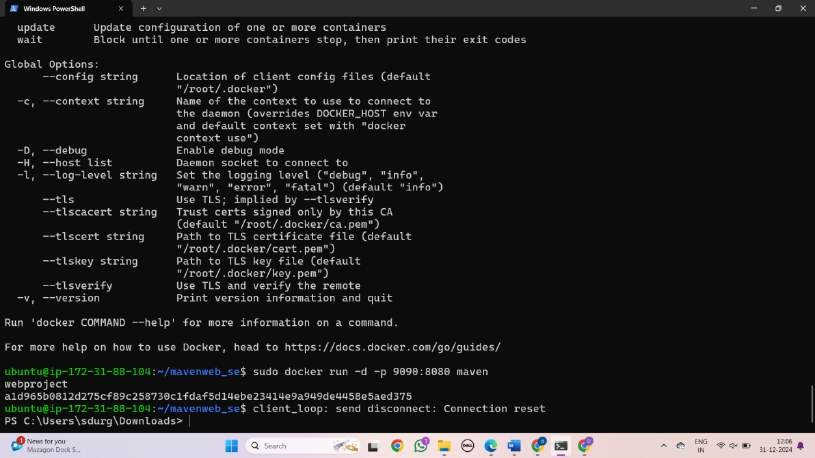 Windows PowerShell
update Update configuration of one or more containers
wait Block until one or more containers stop, then print their exit codes
Global Options:
--config string Location of client config files (default
"/root/.docker")
-c, --context string Name of the context to use to connect to
the daemon (overrides DOCKER_HOST env var
and default context set with "docker
context use")
-D, --debug Enable debug mode
-H, --host list Daemon socket to connect to
-l, --log-level string Set the logging level ("debug", "info",
"warn", "error", "fatal") (default "info")
--tls Use TLS; implied by --tlsverify
--tlscacert string Trust certs signed only by this CA
(default "/root/.docker/ca.pem")
--tlscert string Path to TLS certificate file (default
"/root/.docker/cert.pem")
--tlskey string Path to TLS key file (default
"/root/.docker/key.pem")
--tlsverify Use TLS and verify the remote
-v, --version Print version information and quit
Run 'docker COMMAND --help' for more information on a command.
For more help on how to use Docker, head to https://docs.docker.com/go/guides/
ubuntu@ip-172-31-88-104:~/mavenweb_se$ sudo docker run -d -p 9090:8080 maven
webproject
a1d965b0812d275cf89c258730c1fdaf5d14ebe23414e9a949de4458e5aed375
ubuntu@ip-172-31-88-104:~/mavenweb_se$ client_loop: send disconnect: Connection reset
PS C:\Users\sdurg\Downloads>
News for you
Mazagon Dock S...
Search
DELL
ENG
IN
12:06
31-12-2024